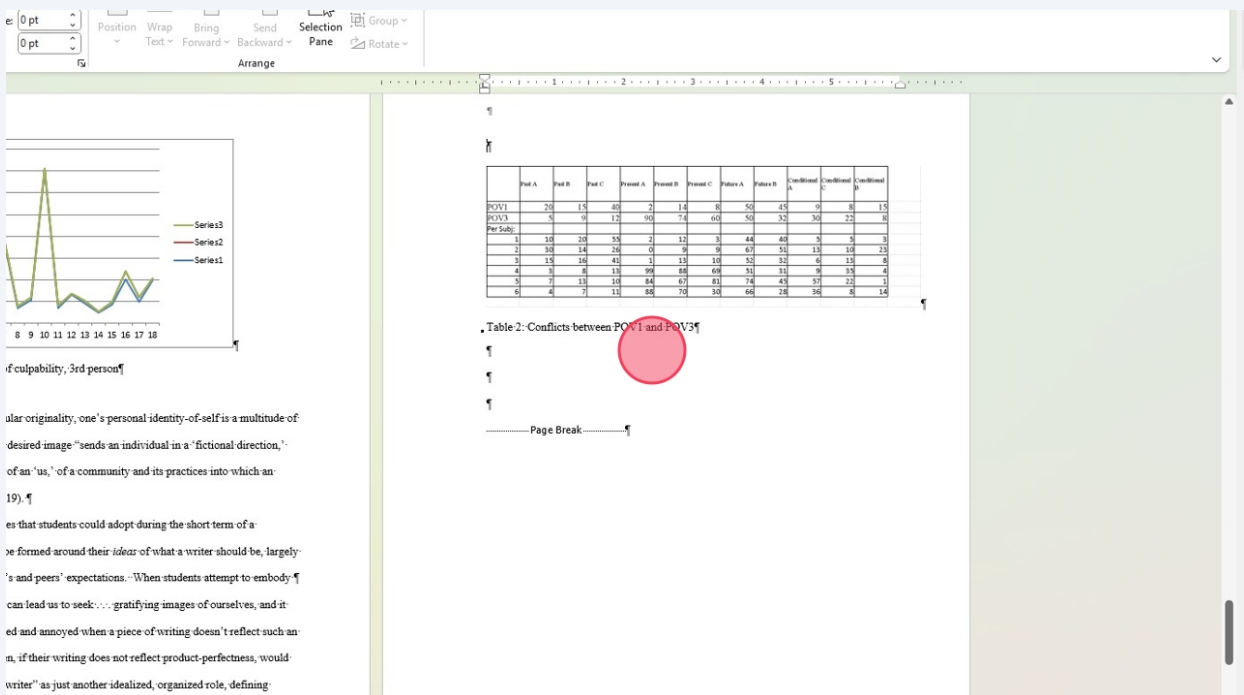 e: 0 pt
0 pt
Position
Wrap Text
Bring Forward
Send Backward
Selection Pane
Group
Rotate
Arrange
1 2 3 4 5
Series3
Series2
Series1
8 9 10 11 12 13 14 15 16 17 18
¶
of culpability, 3rd person¶
ular originality, one's personal identity-of-self is a multitude of
desired image “sends an individual in a ‘fictional direction,’
of an ‘us,’ of a community and its practices into which an
19). ¶
es that students could adopt during the short term of a
be formed around their ideas of what a writer should be, largely
’s and peers’ expectations. When students attempt to embody ¶
can lead us to seek . . . gratifying images of ourselves, and it
ed and annoyed when a piece of writing doesn’t reflect such an
en, if their writing does not reflect product-perfectness, would
writer” as just another idealized, organized role, defining
¶
¶
Past A Past B Past C Present A Present B Present C Future A Future B Conditional A Conditional C Conditional B
POV1 20 15 40 2 14 8 50 45 9 8 15
POV3 5 9 12 90 74 60 50 32 30 22 8
Per Subj:
1 10 20 55 2 12 3 44 40 5 5 3
2 30 14 26 0 9 9 67 51 13 10 23
3 15 16 41 1 13 10 52 32 6 13 8
4 3 8 13 99 88 69 51 31 9 35 4
5 7 13 10 84 67 81 74 45 57 22 1
6 4 7 11 88 70 30 66 28 36 8 14
¶
Table 2: Conflicts between POV1 and POV3¶
¶
¶
¶
Page Break ¶